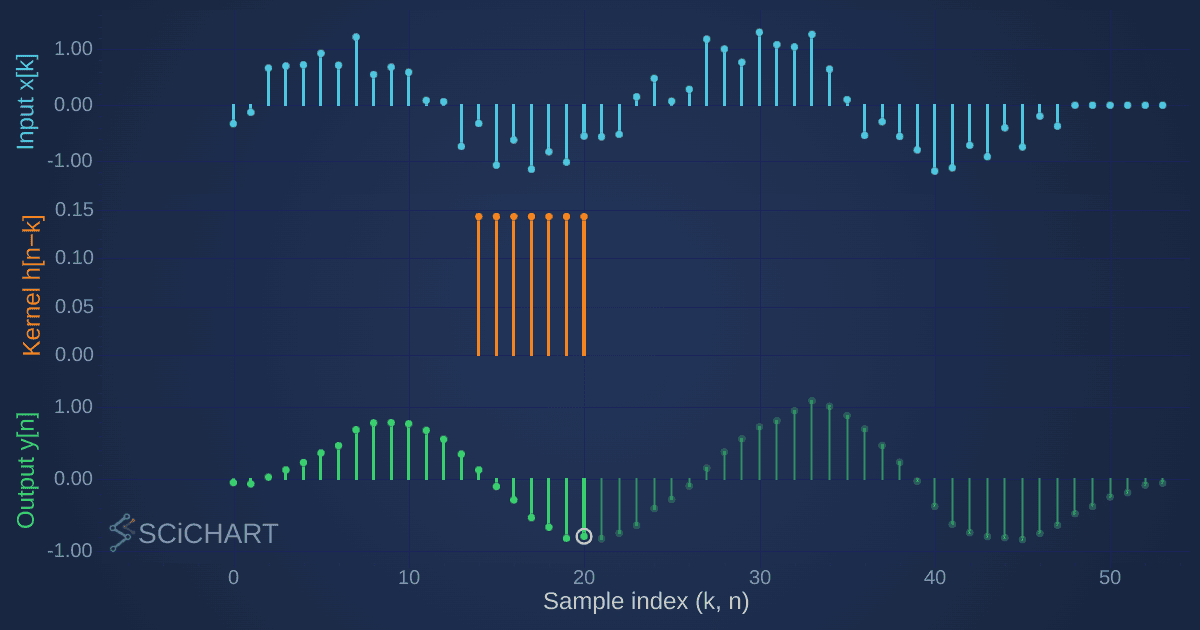 Input x[k]
1.00
0.00
-1.00
Kernel h[n−k]
0.15
0.10
0.05
0.00
Output y[n]
1.00
0.00
-1.00
SCiCHART
0 10 20 30 40 50
Sample index (k, n)